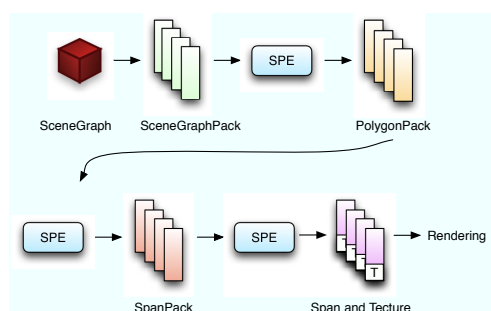 SPE
SceneGraph
SceneGraphPack
PolygonPack
SPE
SPE
Rendering
T
SpanPack
Span and Tecture